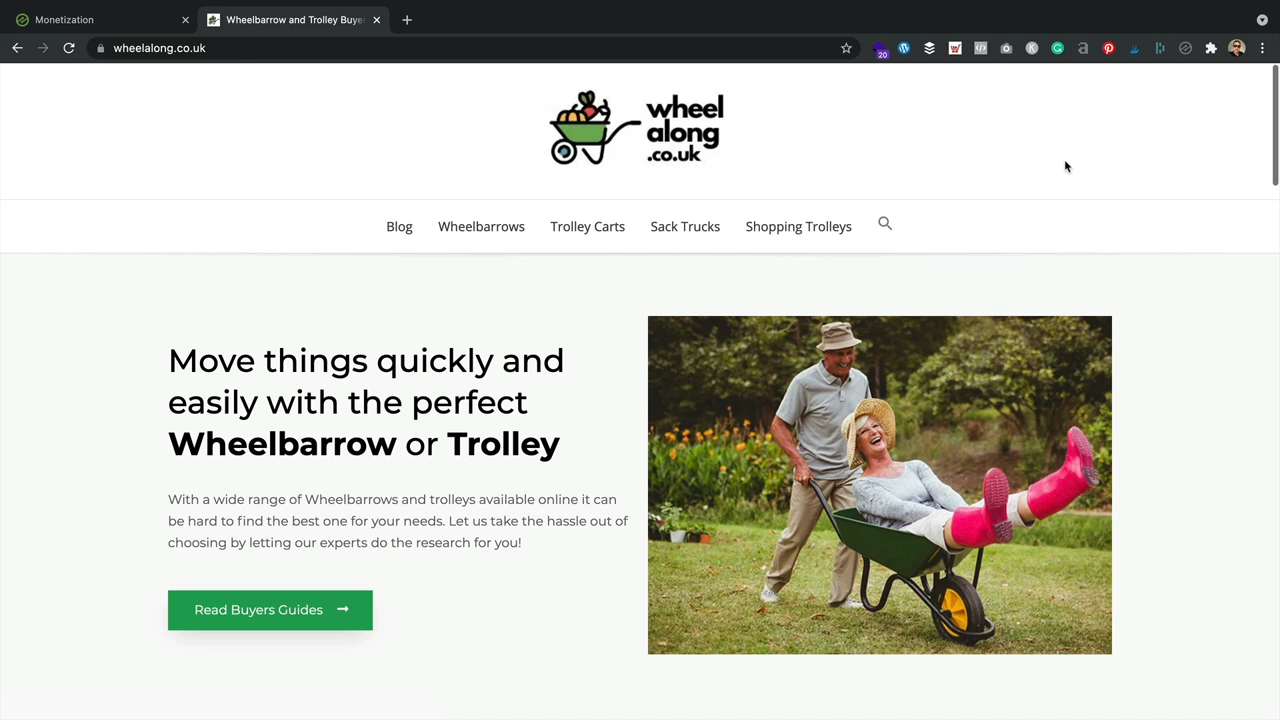 Monetization
Wheelbarrow and Trolley Buye
wheelalong.co.uk
20
wheel
along
.co.uk
Blog
Wheelbarrows
Trolley Carts
Sack Trucks
Shopping Trolleys
Move things quickly and
easily with the perfect
Wheelbarrow or Trolley
With a wide range of Wheelbarrows and trolleys available online it can
be hard to find the best one for your needs. Let us take the hassle out of
choosing by letting our experts do the research for you!
Read Buyers Guides